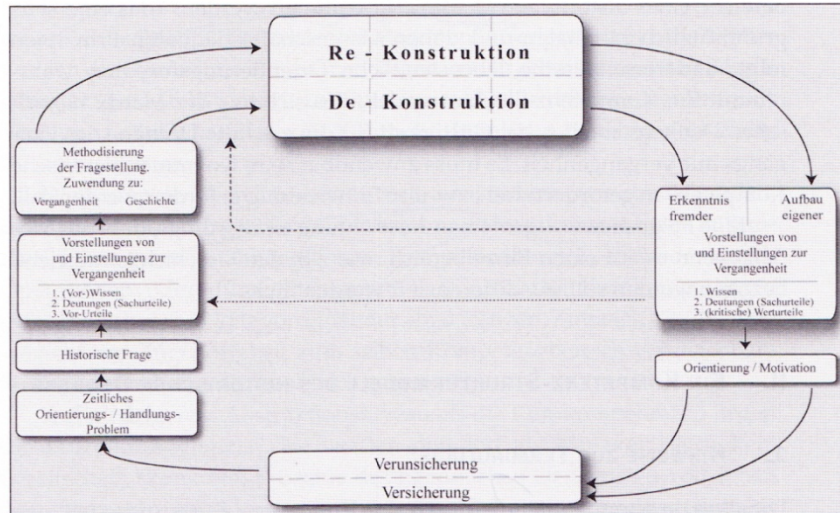 Re - Konstruktion
De - Konstruktion
Methodisierung
der Fragestellung.
Zuwendung zu:
Vergangenheit Geschichte
Vorstellungen von
und Einstellungen zur
Vergangenheit
1. (Vor-)Wissen
2. Deutungen (Sachurteile)
3. Vor-Urteile
Historische Frage
Zeitliches
Orientierungs- / Handlungs-
Problem
Erkenntnis Aufbau
fremder eigener
Vorstellungen von
und Einstellungen zur
Vergangenheit
1. Wissen
2. Deutungen (Sachurteile)
3. (kritische) Werturteile
Orientierung / Motivation
Verunsicherung
Versicherung